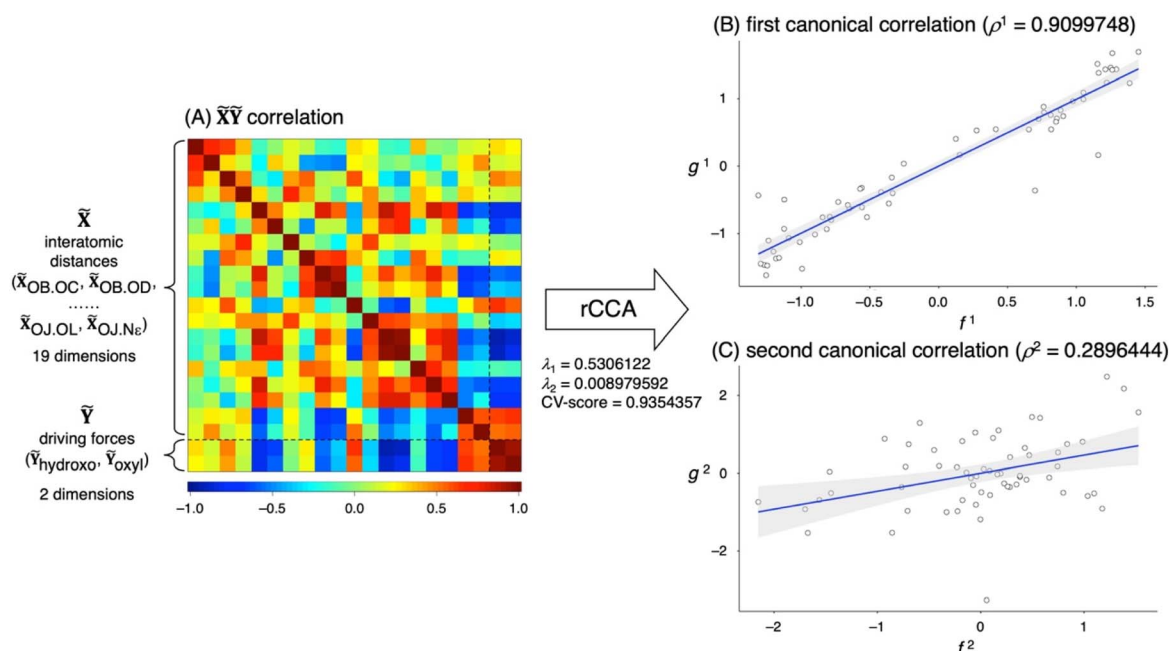 (A) X̃Ỹ correlation
X̃
interatomic
distances
(x̃OB.OC, x̃OB.OD,
......
x̃OJ.OL, x̃OJ.Nε)
19 dimensions
Ỹ
driving forces
(ỹhydroxo, ỹoxyl)
2 dimensions
−1.0 −0.5 0.0 0.5 1.0
rCCA
λ1 = 0.5306122
λ2 = 0.008979592
CV-score = 0.9354357
(B) first canonical correlation (ρ1 = 0.9099748)
g1
1
0
−1
−1.0 −0.5 0.0 0.5 1.0 1.5
f1
(C) second canonical correlation (ρ2 = 0.2896444)
g2
2
0
−2
−2 −1 0 1
f2